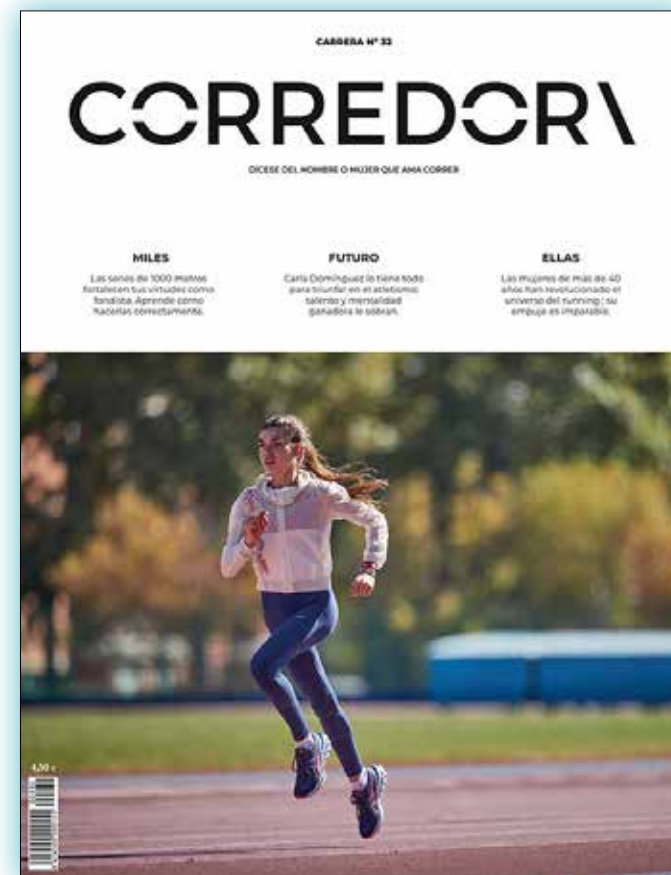 CARRERA Nº 32
CORREDOR\
DÍCESE DEL HOMBRE O MUJER QUE AMA CORRER
MILES
Las series de 1000 metros
fortalecen tus virtudes como
fondista. Aprende cómo
hacerlas correctamente.
FUTURO
Carla Domínguez lo tiene todo
para triunfar en el atletismo:
talento y mentalidad
ganadora le sobran.
ELLAS
Las mujeres de más de 40
años han revolucionado el
universo del running; su
empuje es imparable.
4,50 €